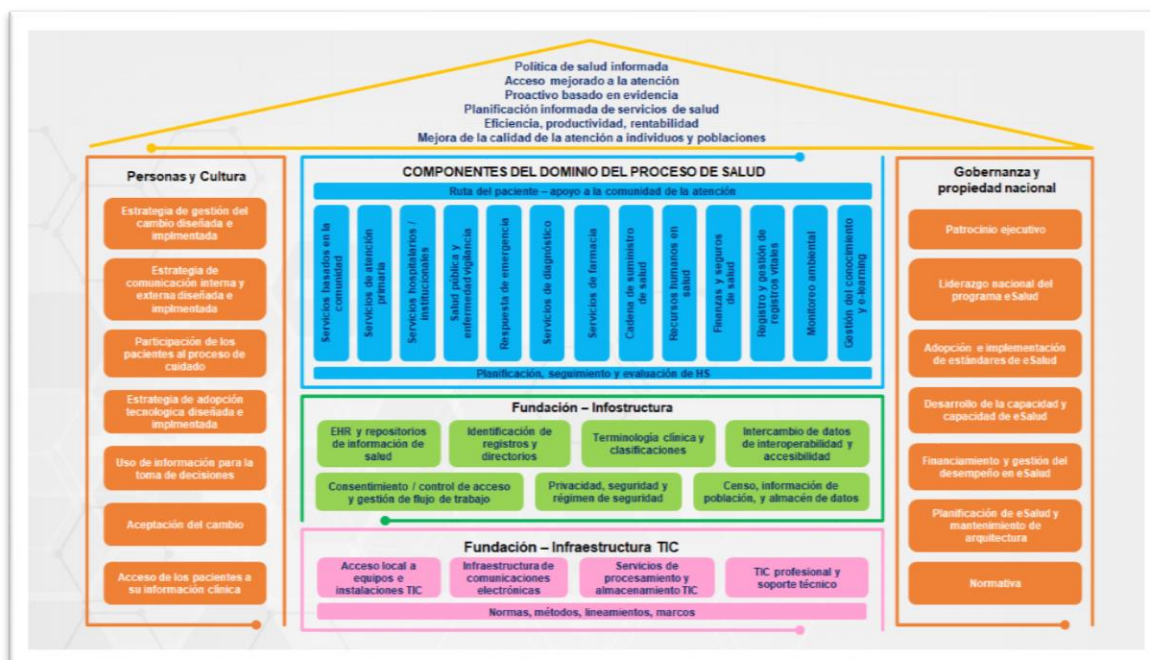 Política de salud informada
Acceso mejorado a la atención
Proactivo basado en evidencia
Planificación informada de servicios de salud
Eficiencia, productividad, rentabilidad
Mejora de la calidad de la atención a individuos y poblaciones
Personas y Cultura
Estrategia de gestión del
cambio diseñada e
implmentada
Estrategia de
comunicación interna y
externa diseñada e
implmentada
Participación de los
pacientes al proceso de
cuidado
Estrategia de adopción
tecnologica diseñada e
implmentada
Uso de información para la
toma de decisiones
Aceptación del cambio
Acceso de los pacientes a
su información clínica
COMPONENTES DEL DOMINIO DEL PROCESO DE SALUD
Ruta del paciente – apoyo a la comunidad de la atención
Servicios basados en la
comunidad
Servicios de atención
primaria
Servicios hospitalarios /
institucionales
Salud pública y
enfermedad/vigilancia
Respuesta de emergencia
Servicios de diagnóstico
Servicios de farmacia
Cadena de suministro
de salud
Recursos humanos en
salud
Finanzas y seguros
de salud
Registro y gestión de
registros vitales
Monitoreo ambiental
Gestión del conocimiento
y e-learning
Planificación, seguimiento y evaluación de HS
Fundación – Infostructura
EHR y repositorios
de información de
salud
Identificación de
registros y
directorios
Terminología clínica y
clasificaciones
Intercambio de datos
de interoperabilidad y
accesibilidad
Consentimiento / control de acceso
y gestión de flujo de trabajo
Privacidad, seguridad y
régimen de seguridad
Censo, información de
población, y almacén de datos
Fundación – Infraestructura TIC
Acceso local a
equipos e
instalaciones TIC
Infraestructura de
comunicaciones
electrónicas
Servicios de
procesamiento y
almacenamiento TIC
TIC profesional y
soporte técnico
Normas, métodos, lineamientos, marcos
Gobernanza y
propiedad nacional
Patrocinio ejecutivo
Liderazgo nacional del
programa eSalud
Adopción e implementación
de estándares de eSalud
Desarrollo de la capacidad y
capacidad de eSalud
Financiamiento y gestión del
desempeño en eSalud
Planificación de eSalud y
mantenimiento de
arquitectura
Normativa